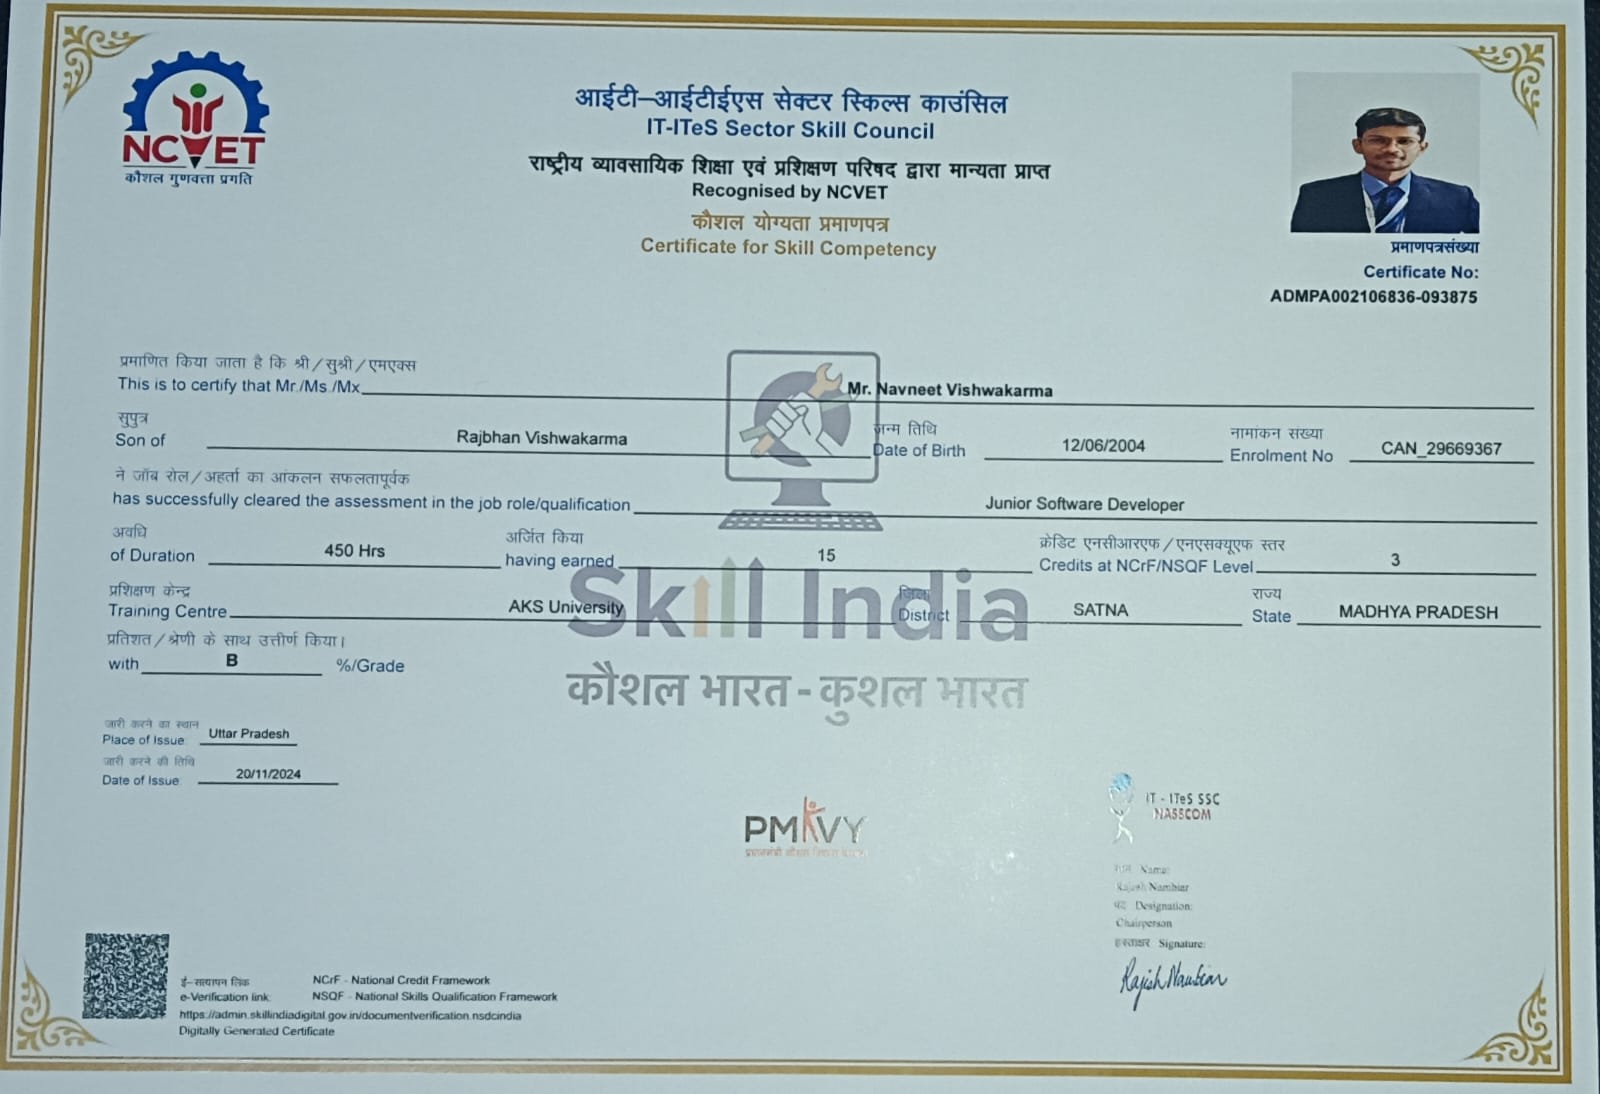 NCVET
कौशल गुणवत्ता प्रगति
आईटी–आईटीईएस सेक्टर स्किल्स काउंसिल
IT-ITeS Sector Skill Council
राष्ट्रीय व्यावसायिक शिक्षा एवं प्रशिक्षण परिषद द्वारा मान्यता प्राप्त
Recognised by NCVET
कौशल योग्यता प्रमाणपत्र
Certificate for Skill Competency
प्रमाणपत्रसंख्या
Certificate No:
ADMPA002106836-093875
प्रमाणित किया जाता है कि श्री/सुश्री/एमएक्स
This is to certify that Mr./Ms./Mx. Mr. Navneet Vishwakarma
सुपुत्र जन्म तिथि नामांकन संख्या
Son of Rajbhan Vishwakarma Date of Birth 12/06/2004 Enrolment No CAN_29669367
ने जॉब रोल/अहर्ता का आंकलन सफलतापूर्वक
has successfully cleared the assessment in the job role/qualification Junior Software Developer
अवधि अर्जित किया क्रेडिट एनसीआरएफ/एनएसक्यूएफ स्तर
of Duration 450 Hrs having earned 15 Credits at NCrF/NSQF Level 3
प्रशिक्षण केन्द्र जिला राज्य
Training Centre AKS University District SATNA State MADHYA PRADESH
Skill India
प्रतिशत/श्रेणी के साथ उत्तीर्ण किया।
with B %/Grade
कौशल भारत-कुशल भारत
जारी करने का स्थान
Place of Issue: Uttar Pradesh
जारी करने की तिथि
Date of Issue: 20/11/2024
PMKVY
IT - ITeS SSC
NASSCOM
Name:
Rajesh Nambiar
पद Designation:
Chairperson
हस्ताक्षर Signature:
Rajesh Nambiar
ई–सत्यापन लिंक NCrF - National Credit Framework
e-Verification link: NSQF - National Skills Qualification Framework
https://admin.skillindiadigital.gov.in/documentverification.nsdcindia
Digitally Generated Certificate